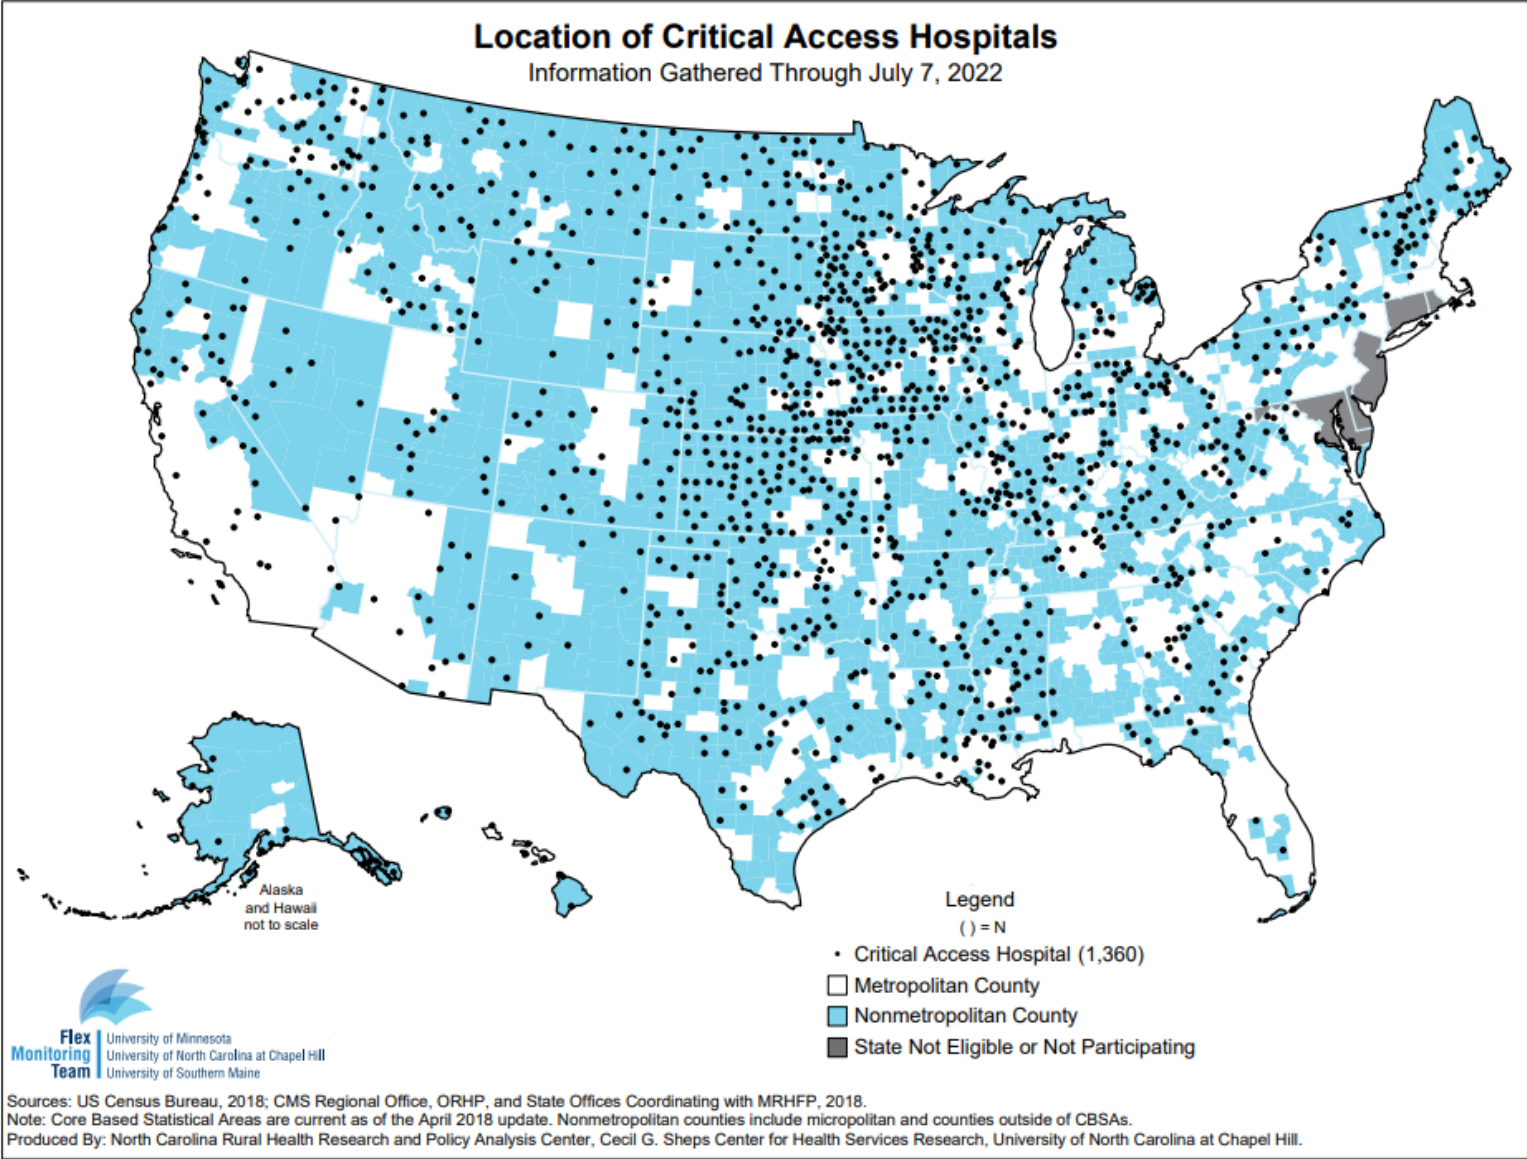 Location of Critical Access Hospitals
Information Gathered Through July 7, 2022
Alaska
and Hawaii
not to scale
Legend
( ) = N
Critical Access Hospital (1,360)
Metropolitan County
Nonmetropolitan County
State Not Eligible or Not Participating
Flex
Monitoring
Team
University of Minnesota
University of North Carolina at Chapel Hill
University of Southern Maine
Sources: US Census Bureau, 2018; CMS Regional Office, ORHP, and State Offices Coordinating with MRHFP, 2018.
Note: Core Based Statistical Areas are current as of the April 2018 update. Nonmetropolitan counties include micropolitan and counties outside of CBSAs.
Produced By: North Carolina Rural Health Research and Policy Analysis Center, Cecil G. Sheps Center for Health Services Research, University of North Carolina at Chapel Hill.